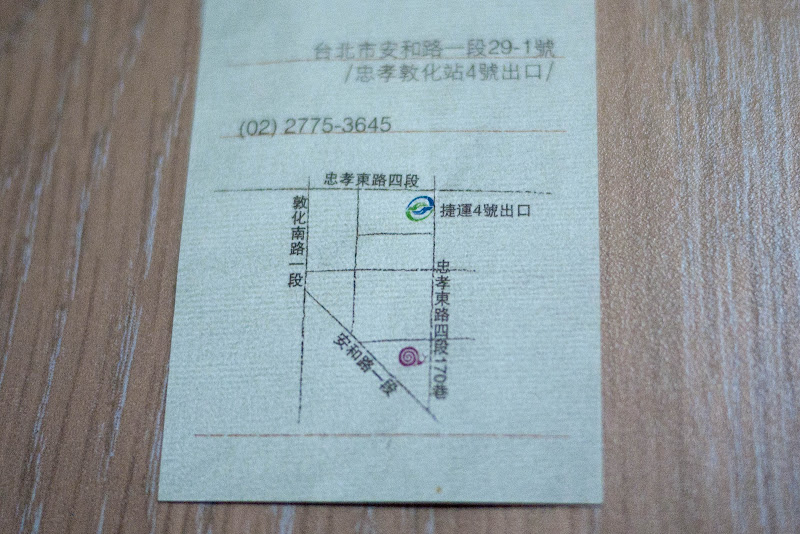 台北市安和路一段29-1號
/忠孝敦化站4號出口/
(02) 2775-3645
忠孝東路四段
敦化南路一段
捷運4號出口
忠孝東路四段170巷
安和路一段